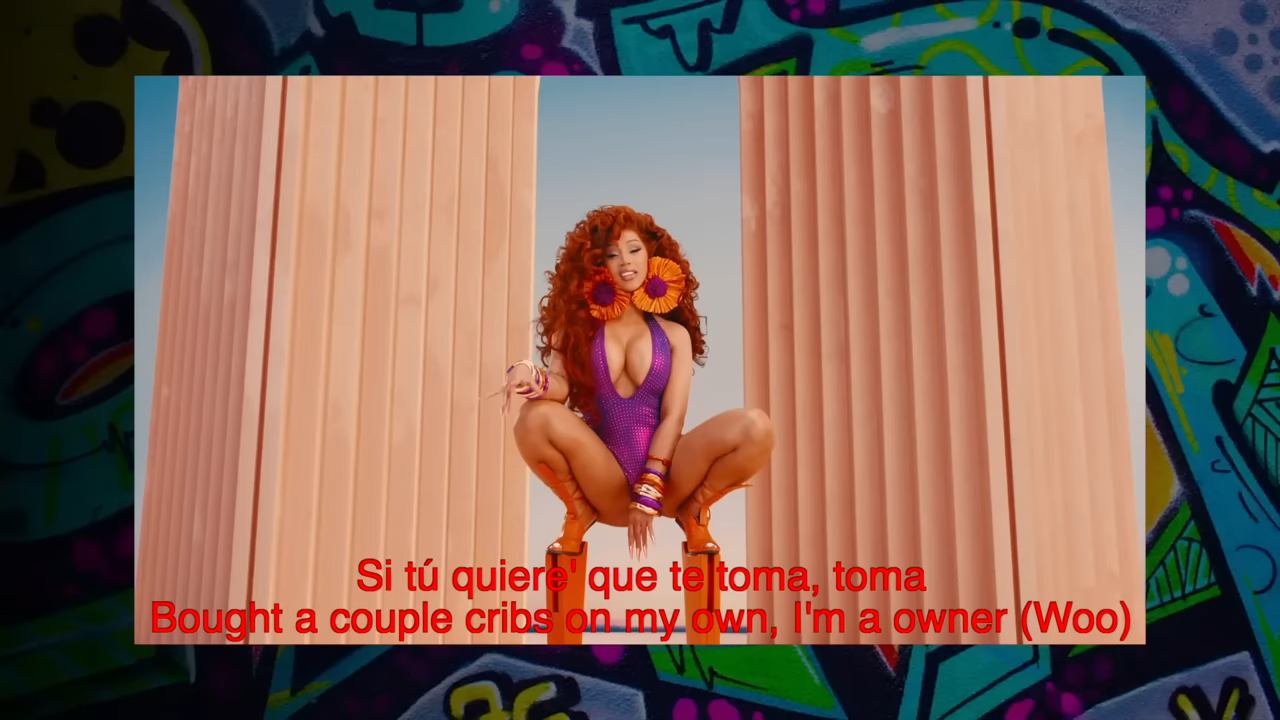 Si tú quiere' que te toma, toma
Bought a couple cribs on my own, I'm a owner (Woo)